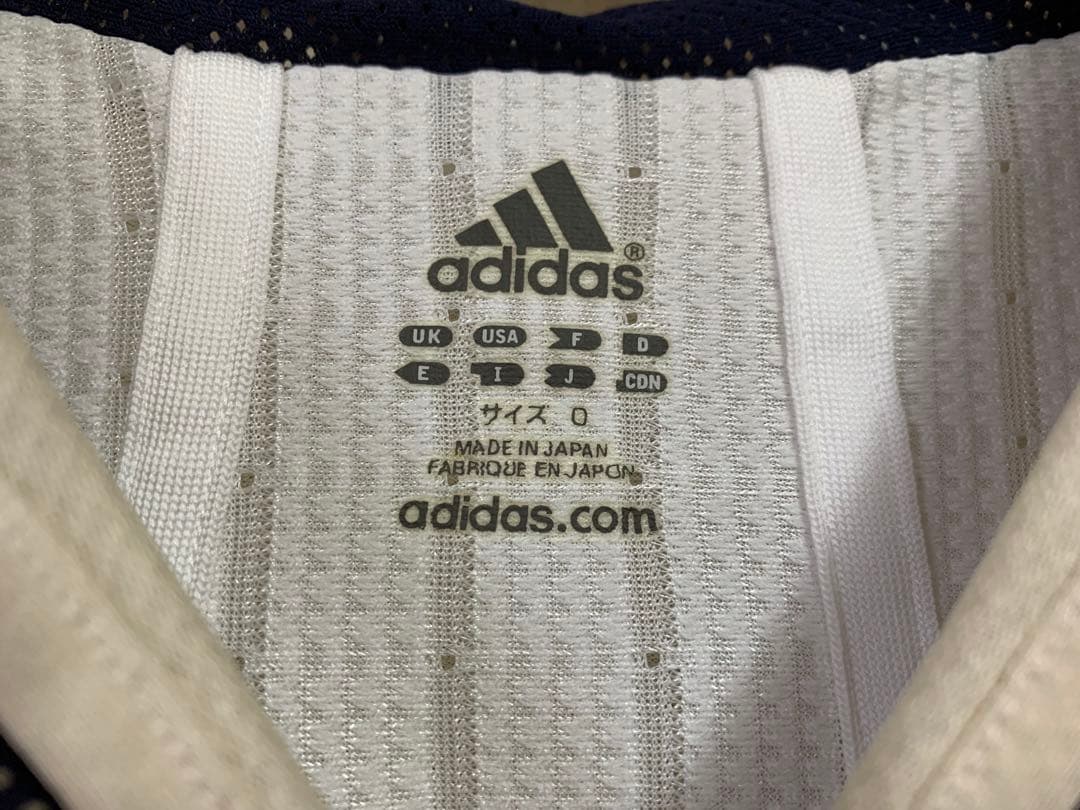 adidas®
UK USA F D
E I J CDN
サイズ O
MADE IN JAPAN
FABRIQUE EN JAPON
adidas.com